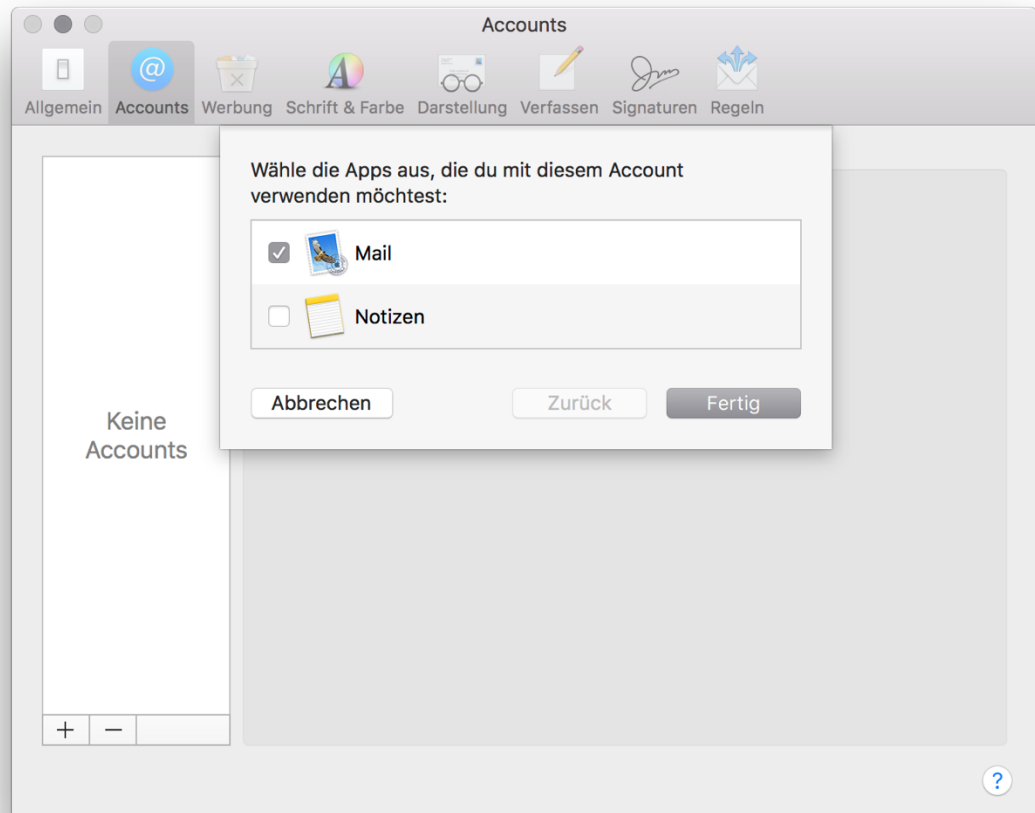 Accounts
Allgemein Accounts Werbung Schrift & Farbe Darstellung Verfassen Signaturen Regeln
Wähle die Apps aus, die du mit diesem Account
verwenden möchtest:
Mail
Notizen
Abbrechen Zurück Fertig
Keine
Accounts
+ −
?